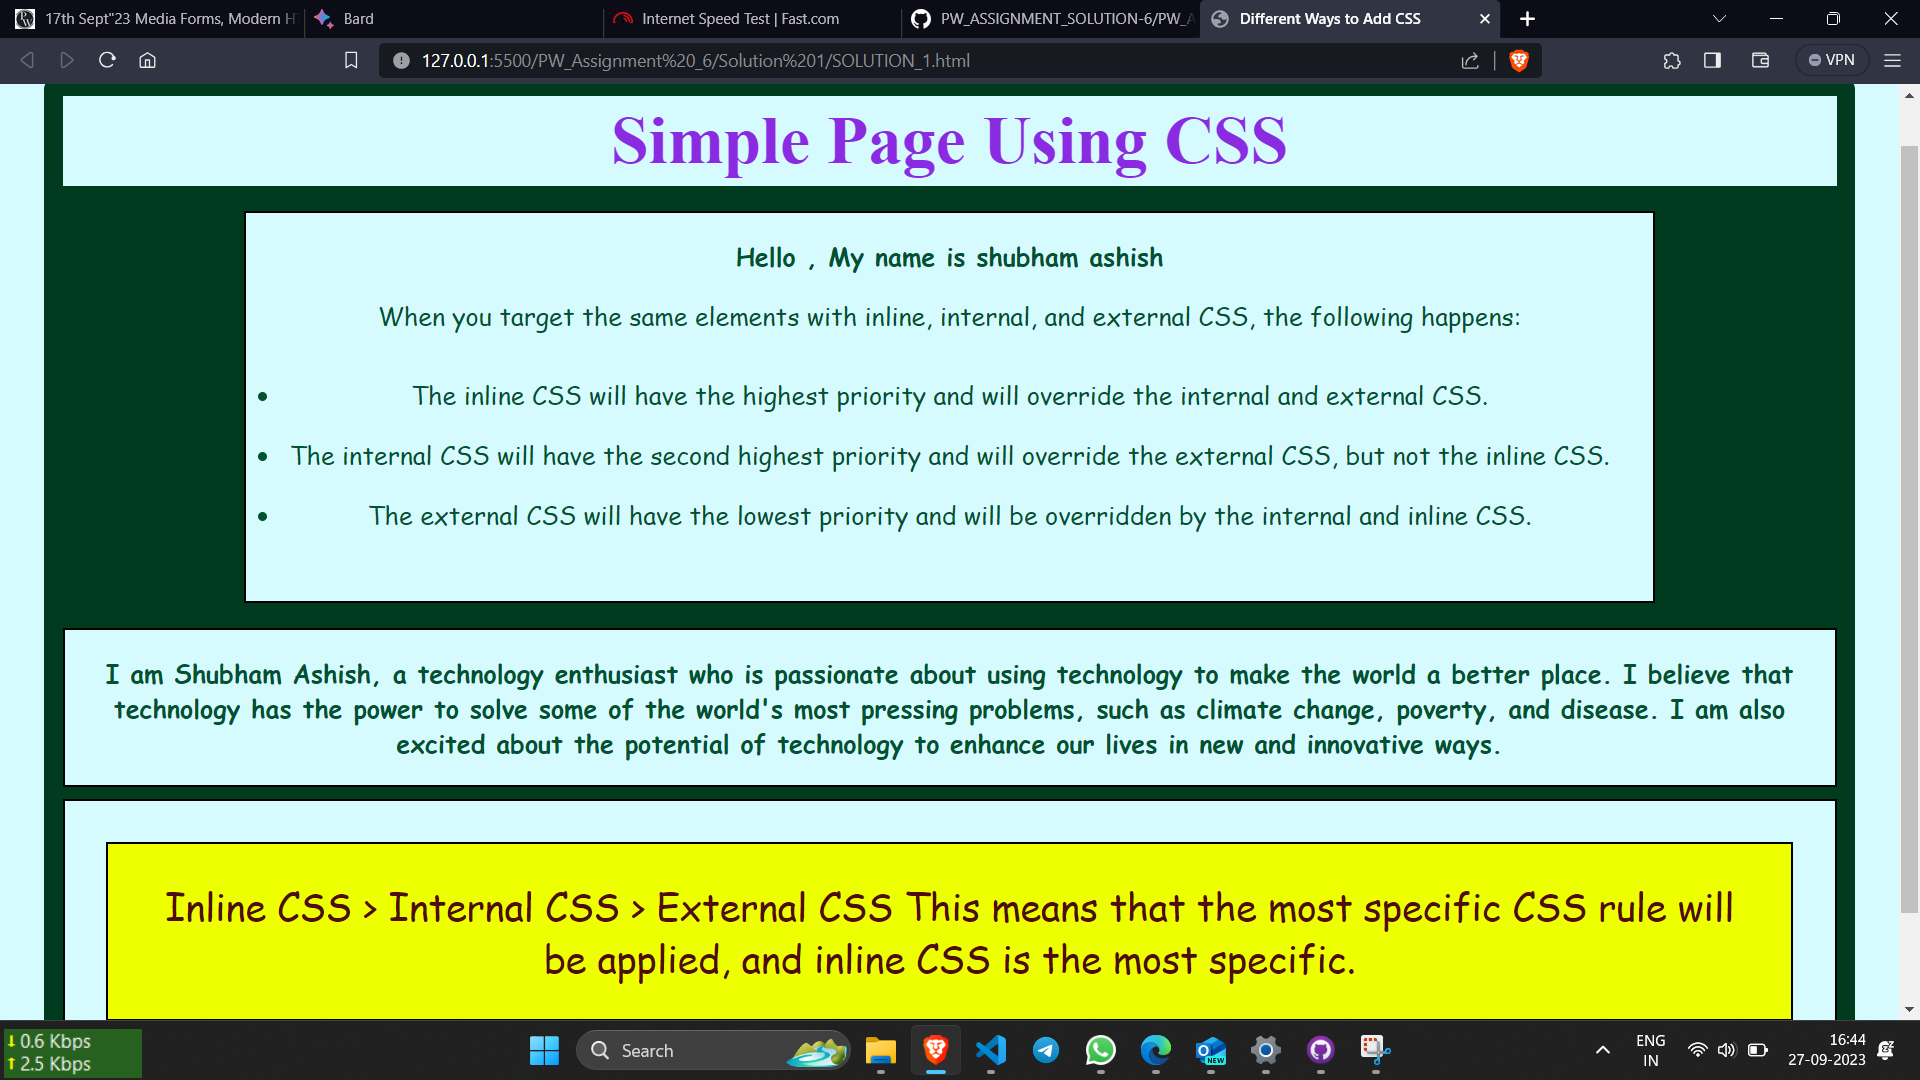 17th Sept"23 Media Forms, Modern H
Bard
Internet Speed Test | Fast.com
PW_ASSIGNMENT_SOLUTION-6/PW_A
Different Ways to Add CSS
127.0.0.1:5500/PW_Assignment%20_6/Solution%201/SOLUTION_1.html
VPN
Simple Page Using CSS
Hello , My name is shubham ashish
When you target the same elements with inline, internal, and external CSS, the following happens:
The inline CSS will have the highest priority and will override the internal and external CSS.
The internal CSS will have the second highest priority and will override the external CSS, but not the inline CSS.
The external CSS will have the lowest priority and will be overridden by the internal and inline CSS.
I am Shubham Ashish, a technology enthusiast who is passionate about using technology to make the world a better place. I believe that
technology has the power to solve some of the world's most pressing problems, such as climate change, poverty, and disease. I am also
excited about the potential of technology to enhance our lives in new and innovative ways.
Inline CSS > Internal CSS > External CSS This means that the most specific CSS rule will
be applied, and inline CSS is the most specific.
0.6 Kbps
2.5 Kbps
Search
NEW
ENG
IN
16:44
27-09-2023